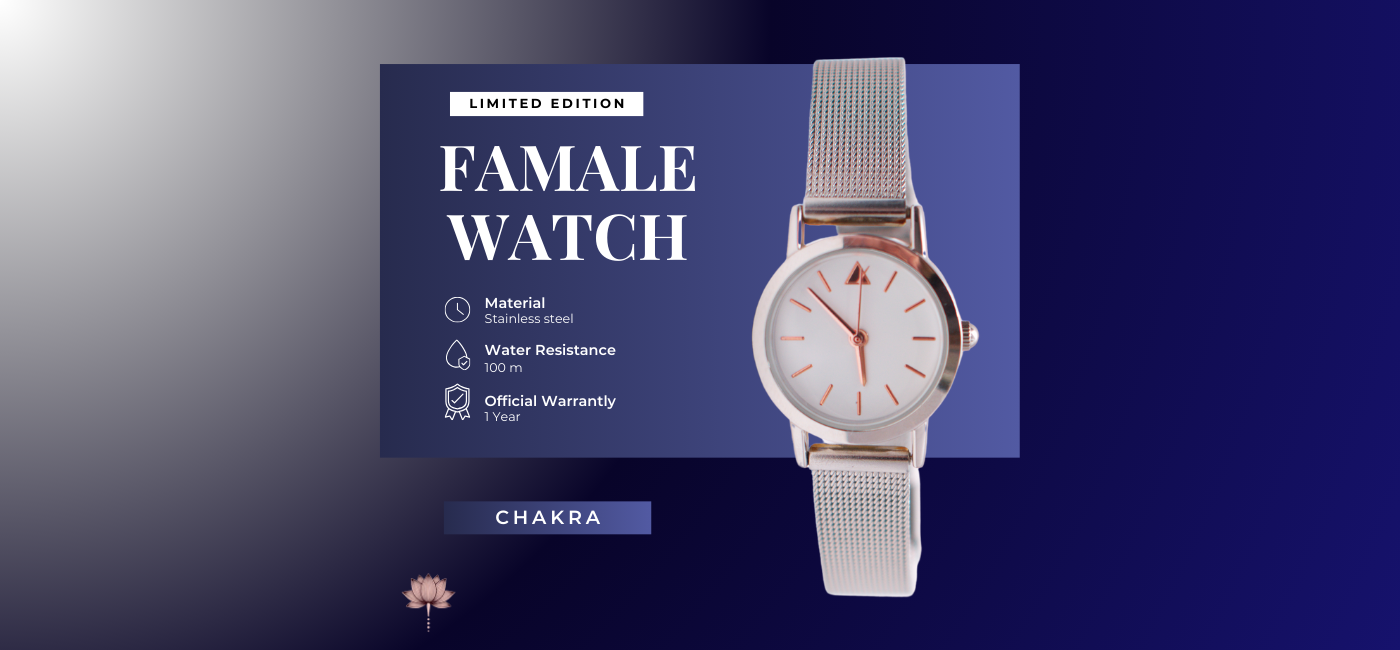 LIMITED EDITION
FAMALE
WATCH
Material
Stainless steel
Water Resistance
100 m
Official Warrantly
1 Year
CHAKRA